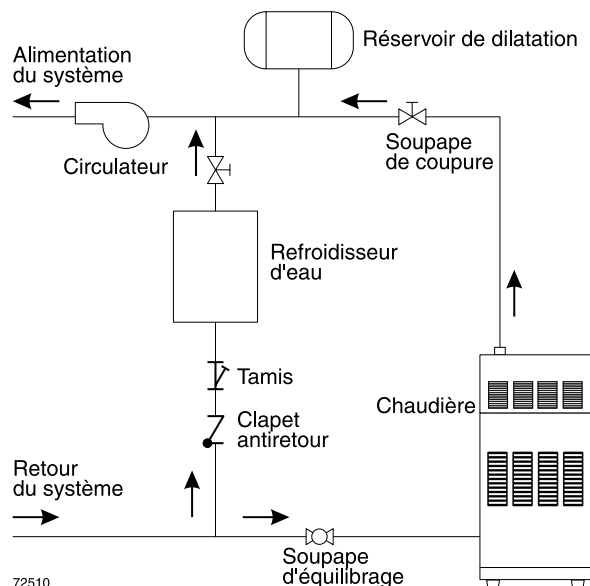 Réservoir de dilatation
Alimentation
du système
Circulateur
Soupape
de coupure
Refroidisseur
d'eau
Tamis
Chaudière
Clapet
antiretour
Retour
du système
Soupape
d'équilibrage
72510